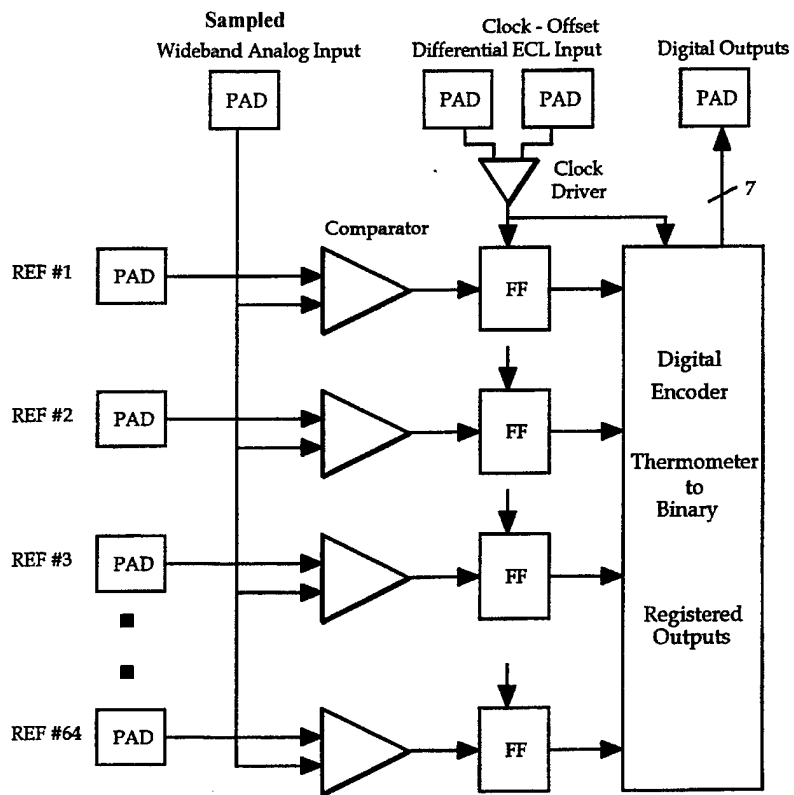 Sampled
Wideband Analog Input
Clock - Offset
Differential ECL Input
Digital Outputs
PAD
PAD
PAD
PAD
Clock
Driver
7
Comparator
REF #1
PAD
FF
Digital
Encoder
REF #2
PAD
FF
Thermometer
to
Binary
REF #3
PAD
FF
Registered
Outputs
REF #64
PAD
FF